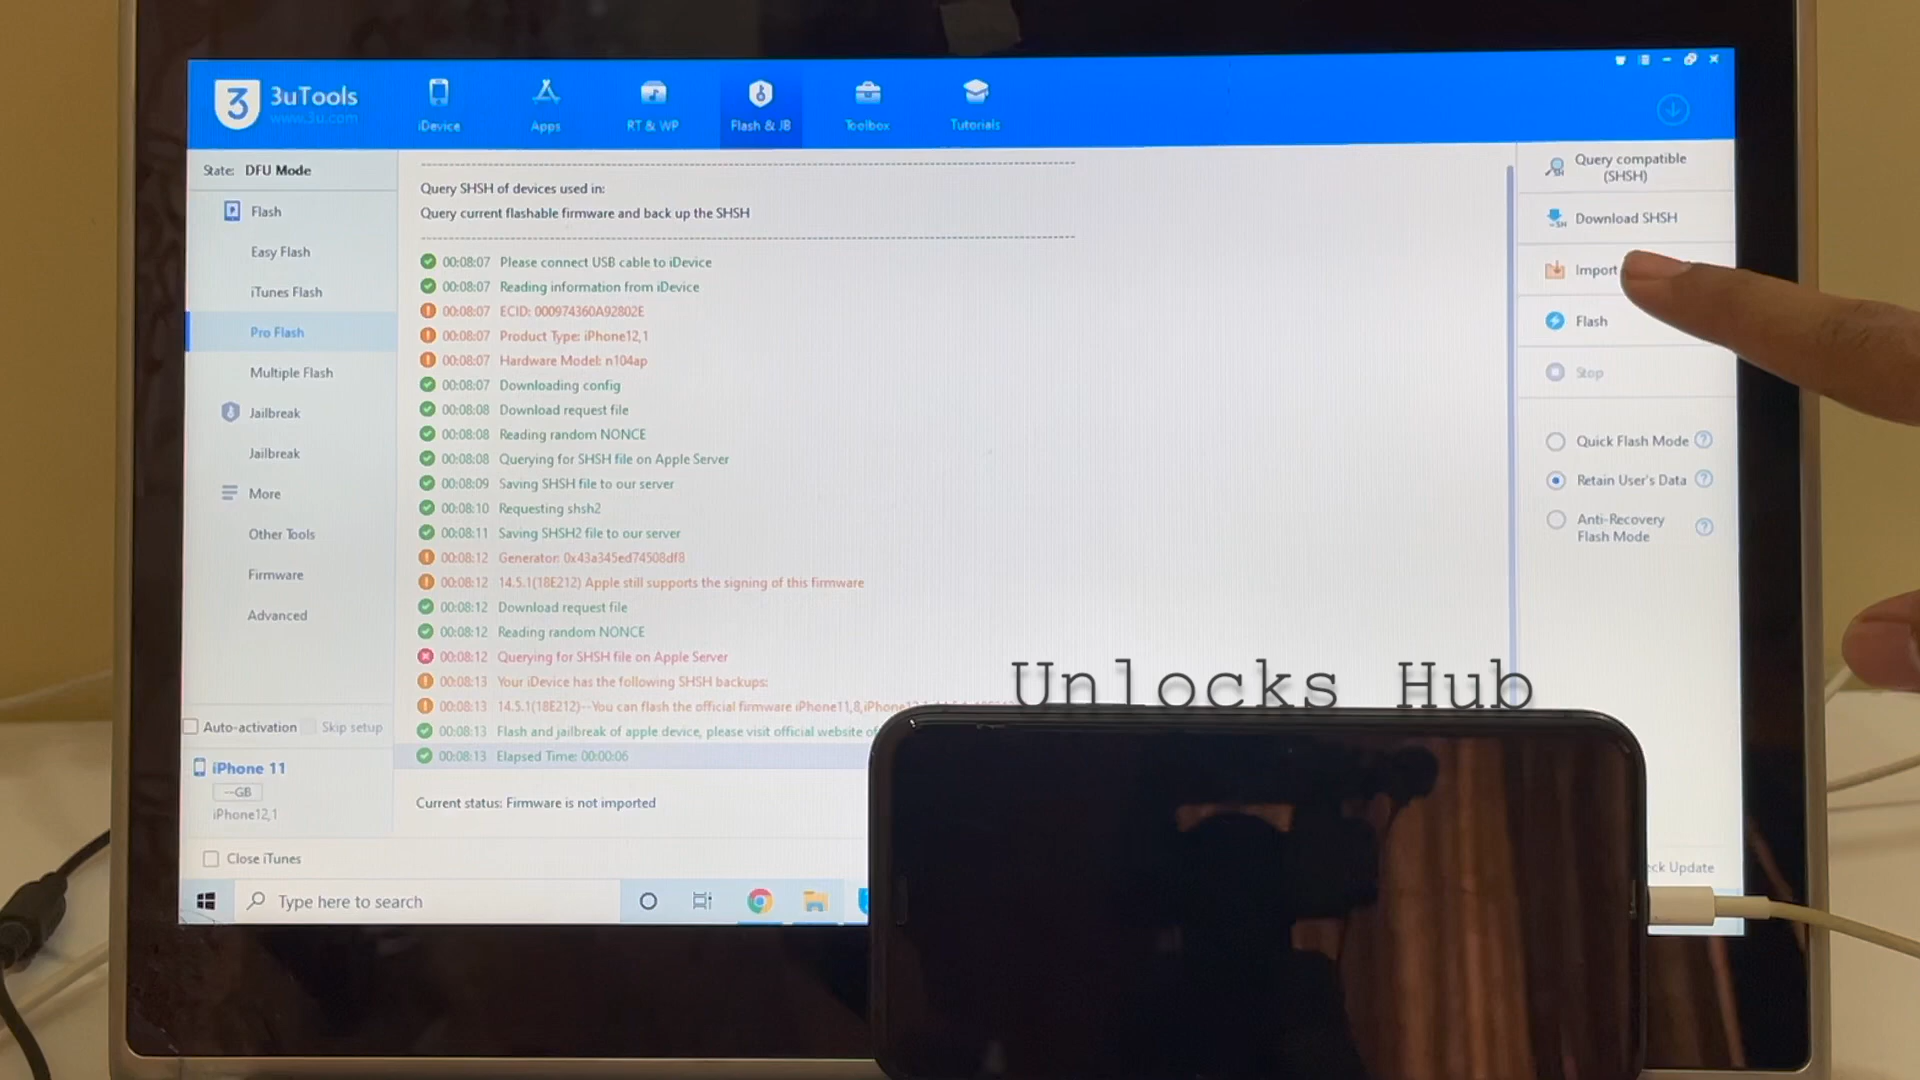 3 3uTools
www.3u.com
iDevice
Apps
RT & WP
Flash & JB
Toolbox
Tutorials
State: DFU Mode
Flash
Easy Flash
iTunes Flash
Pro Flash
Multiple Flash
Jailbreak
Jailbreak
More
Other Tools
Firmware
Advanced
Auto-activation Skip setup
iPhone 11
--GB
iPhone12,1
Close iTunes
Query SHSH of devices used in:
Query current flashable firmware and back up the SHSH
00:08:07 Please connect USB cable to iDevice
00:08:07 Reading information from iDevice
00:08:07 ECID: 000974360A92802E
00:08:07 Product Type: iPhone12,1
00:08:07 Hardware Model: n104ap
00:08:07 Downloading config
00:08:08 Download request file
00:08:08 Reading random NONCE
00:08:08 Querying for SHSH file on Apple Server
00:08:09 Saving SHSH file to our server
00:08:10 Requesting shsh2
00:08:11 Saving SHSH2 file to our server
00:08:12 Generator: 0x43a345ed74508df8
00:08:12 14.5.1(18E212) Apple still supports the signing of this firmware
00:08:12 Download request file
00:08:12 Reading random NONCE
00:08:12 Querying for SHSH file on Apple Server
00:08:13 Your iDevice has the following SHSH backups:
00:08:13 14.5.1(18E212)--You can flash the official firmware iPhone11,8,iPhone
00:08:13 Flash and jailbreak of apple device, please visit official website of
00:08:13 Elapsed Time: 00:00:06
Current status: Firmware is not imported
Query compatible
(SHSH)
Download SHSH
Import
Flash
Stop
Quick Flash Mode ?
Retain User's Data ?
Anti-Recovery
Flash Mode ?
Update
Type here to search
Unlocks Hub